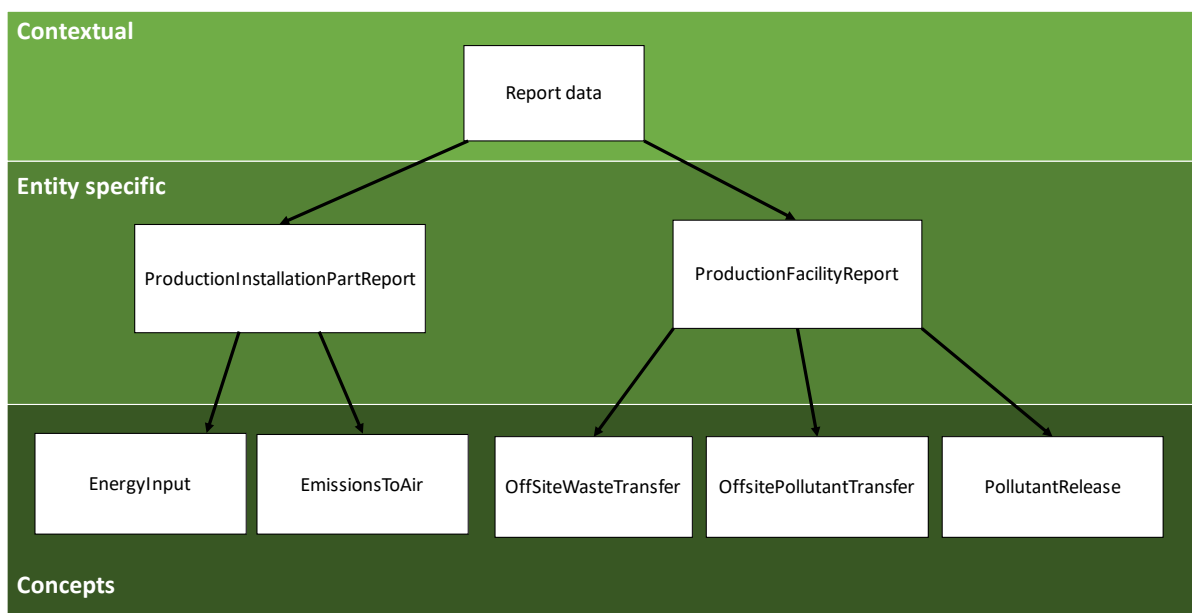 Contextual
Report data
Entity specific
ProductionInstallationPartReport
ProductionFacilityReport
EnergyInput
EmissionsToAir
OffSiteWasteTransfer
OffsitePollutantTransfer
PollutantRelease
Concepts